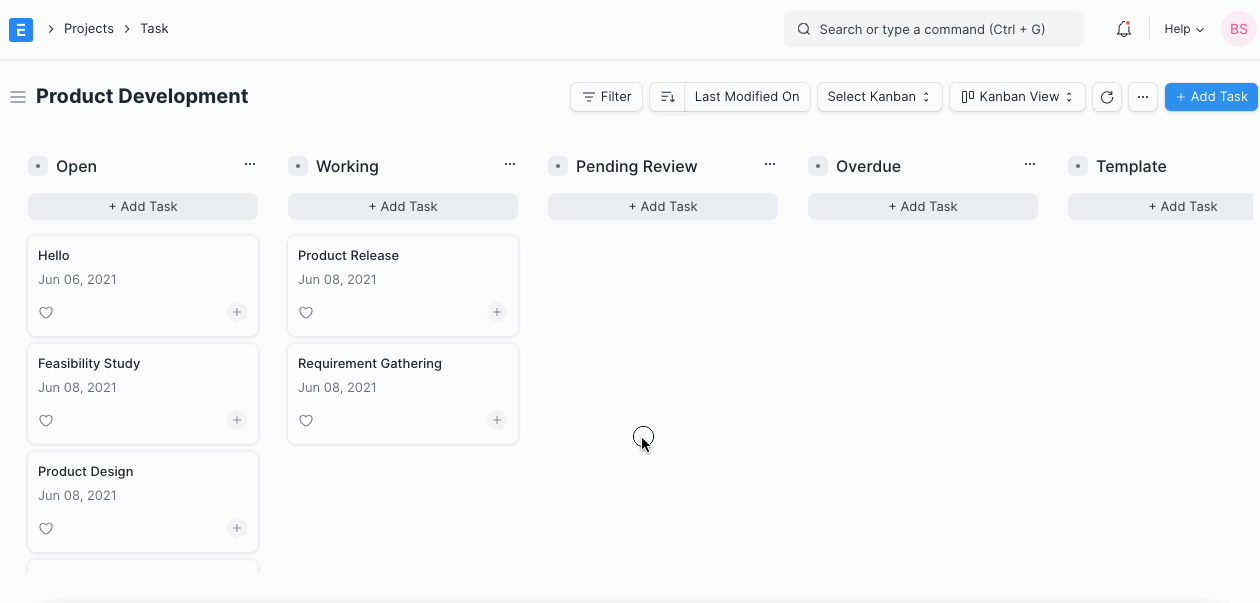 E
Projects
Task
Search or type a command (Ctrl + G)
Help
BS
Product Development
Filter
Last Modified On
Select Kanban
Kanban View
+ Add Task
Open
Working
Pending Review
Overdue
Template
+ Add Task
+ Add Task
+ Add Task
+ Add Task
+ Add Task
Hello
Jun 06, 2021
Feasibility Study
Jun 08, 2021
Product Design
Jun 08, 2021
Product Release
Jun 08, 2021
Requirement Gathering
Jun 08, 2021